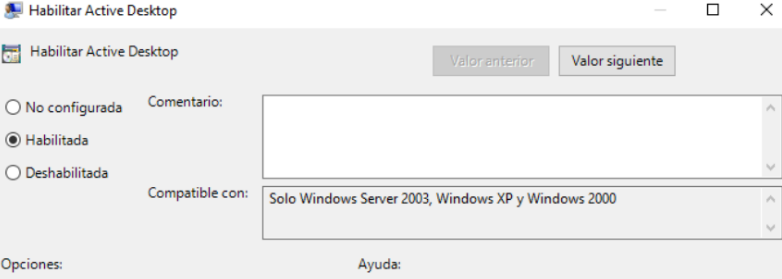 Habilitar Active Desktop
Habilitar Active Desktop
Valor anterior
Valor siguiente
No configurada
Comentario:
Habilitada
Deshabilitada
Compatible con:
Solo Windows Server 2003, Windows XP y Windows 2000
Opciones:
Ayuda: